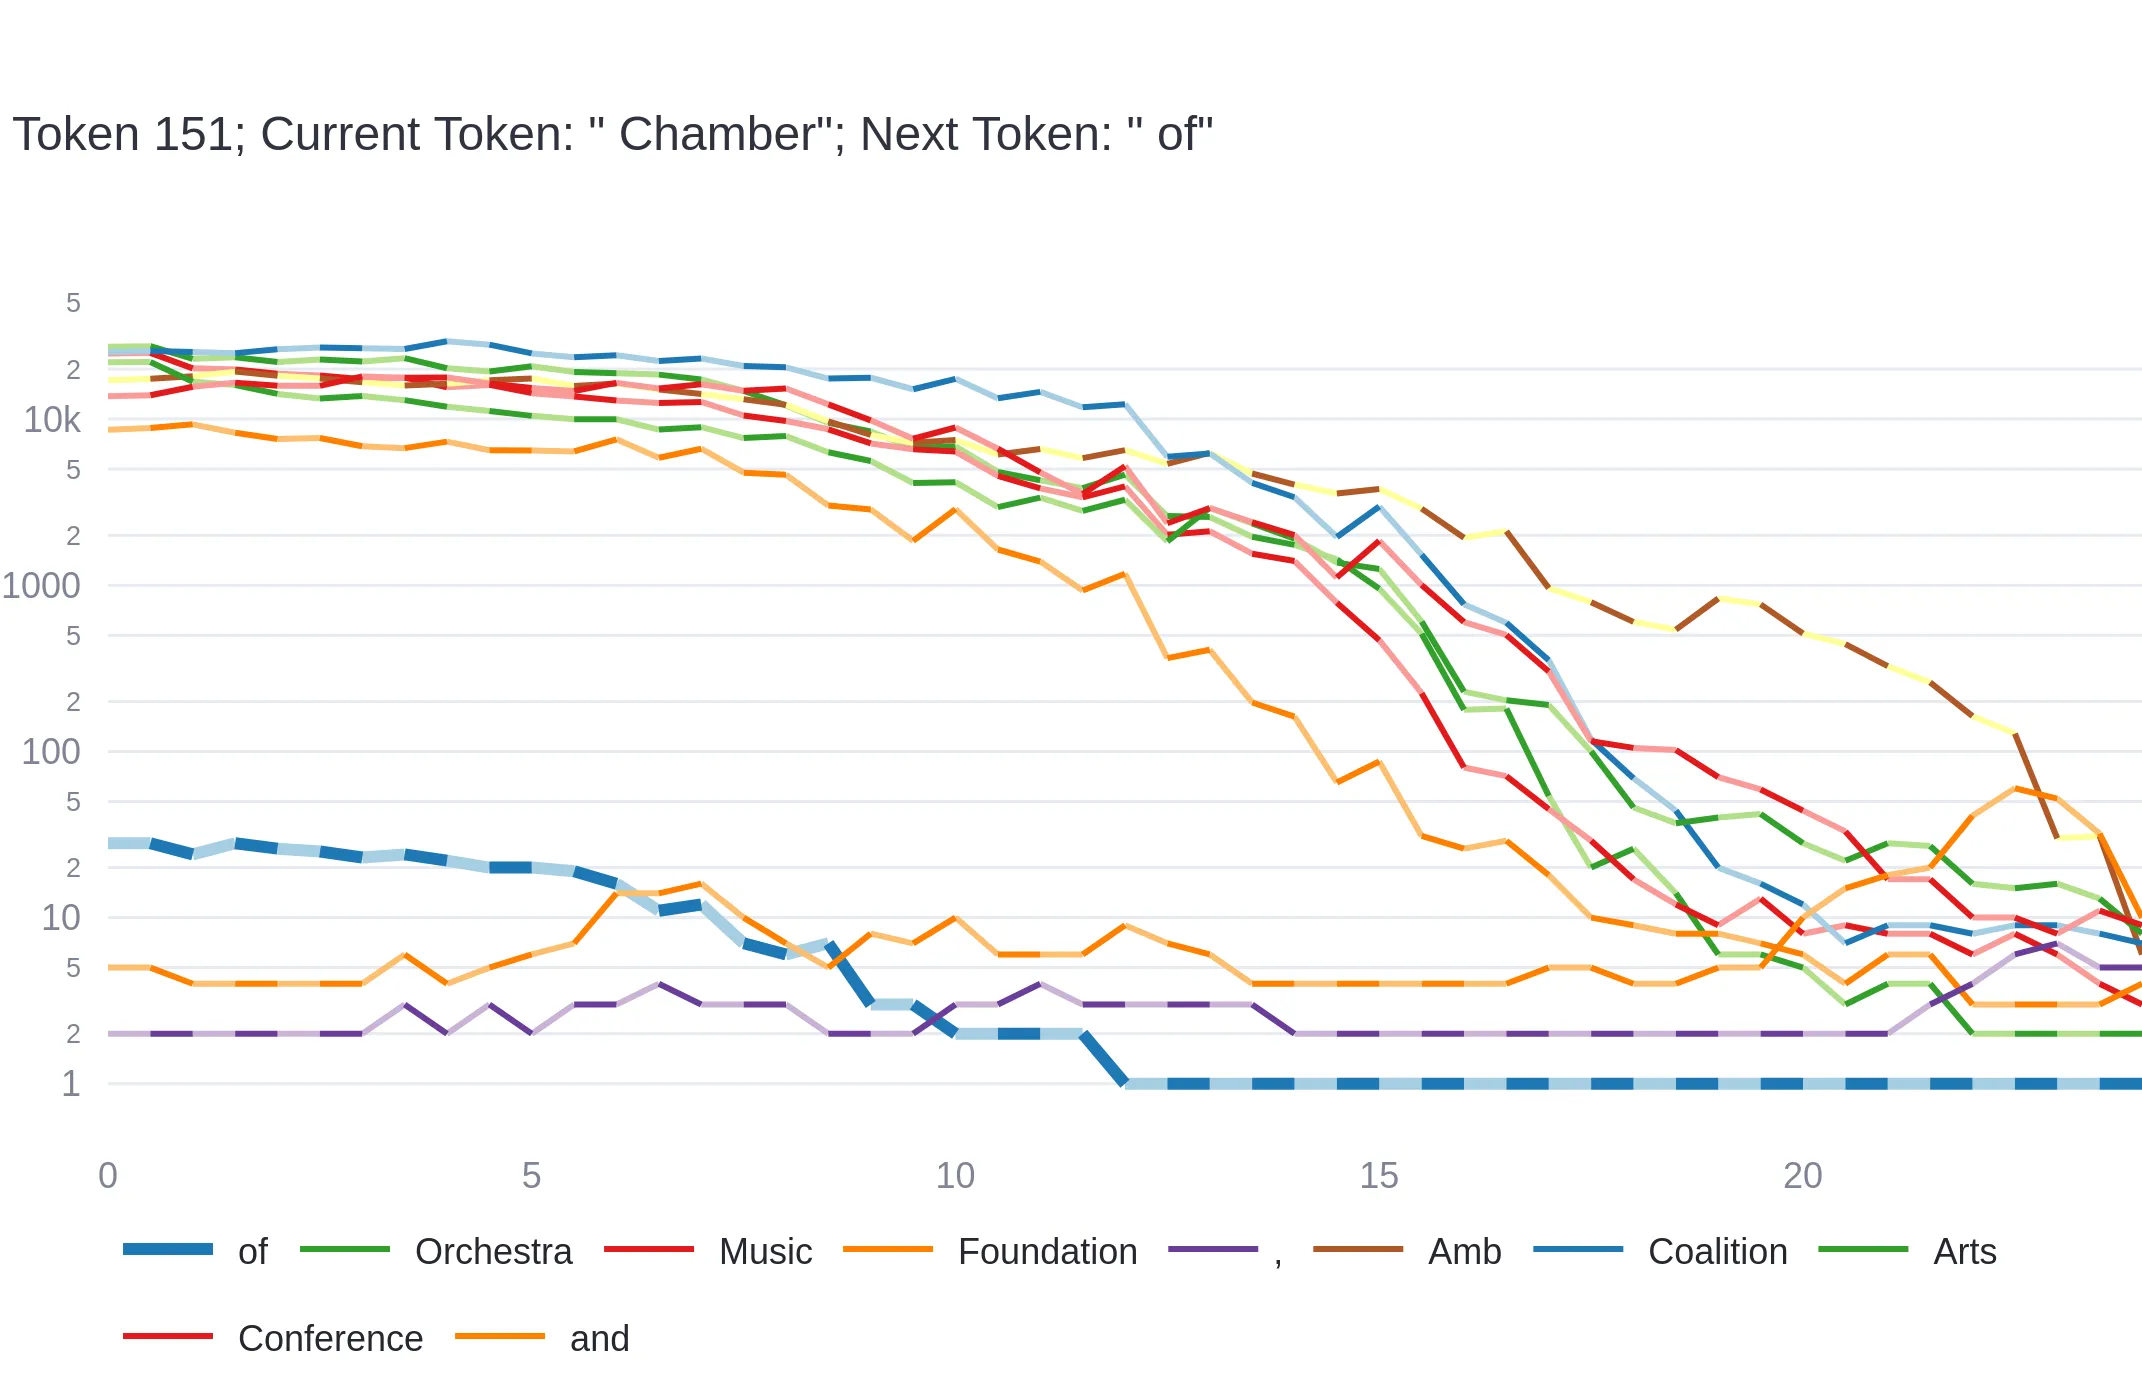 Token 151; Current Token: " Chamber"; Next Token: " of"
5
2
10k
5
2
1000
5
2
100
5
2
10
5
2
1
0 5 10 15 20
of Orchestra Music Foundation , Amb Coalition Arts
Conference and